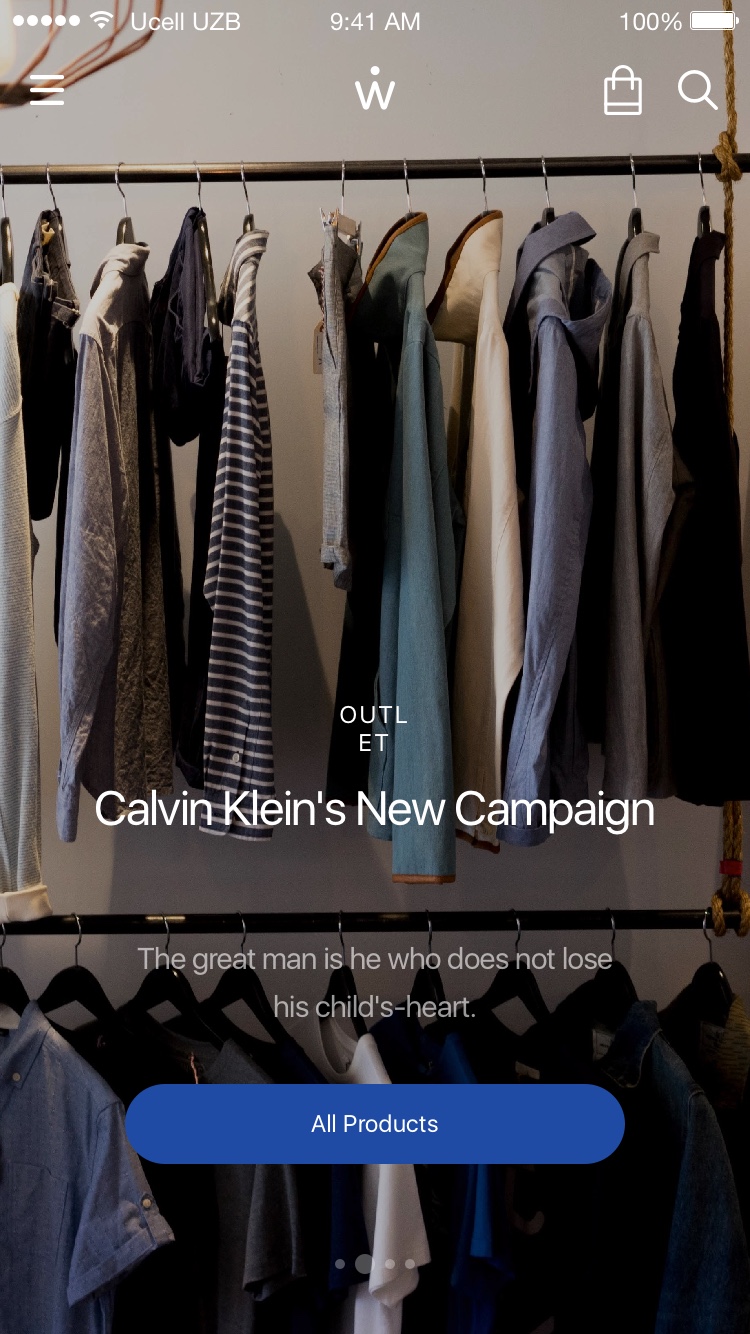 Ucell UZB 9:41 AM 100%
ẇ
OUTL
ET
Calvin Klein's New Campaign
The great man is he who does not lose
his child's-heart.
All Products